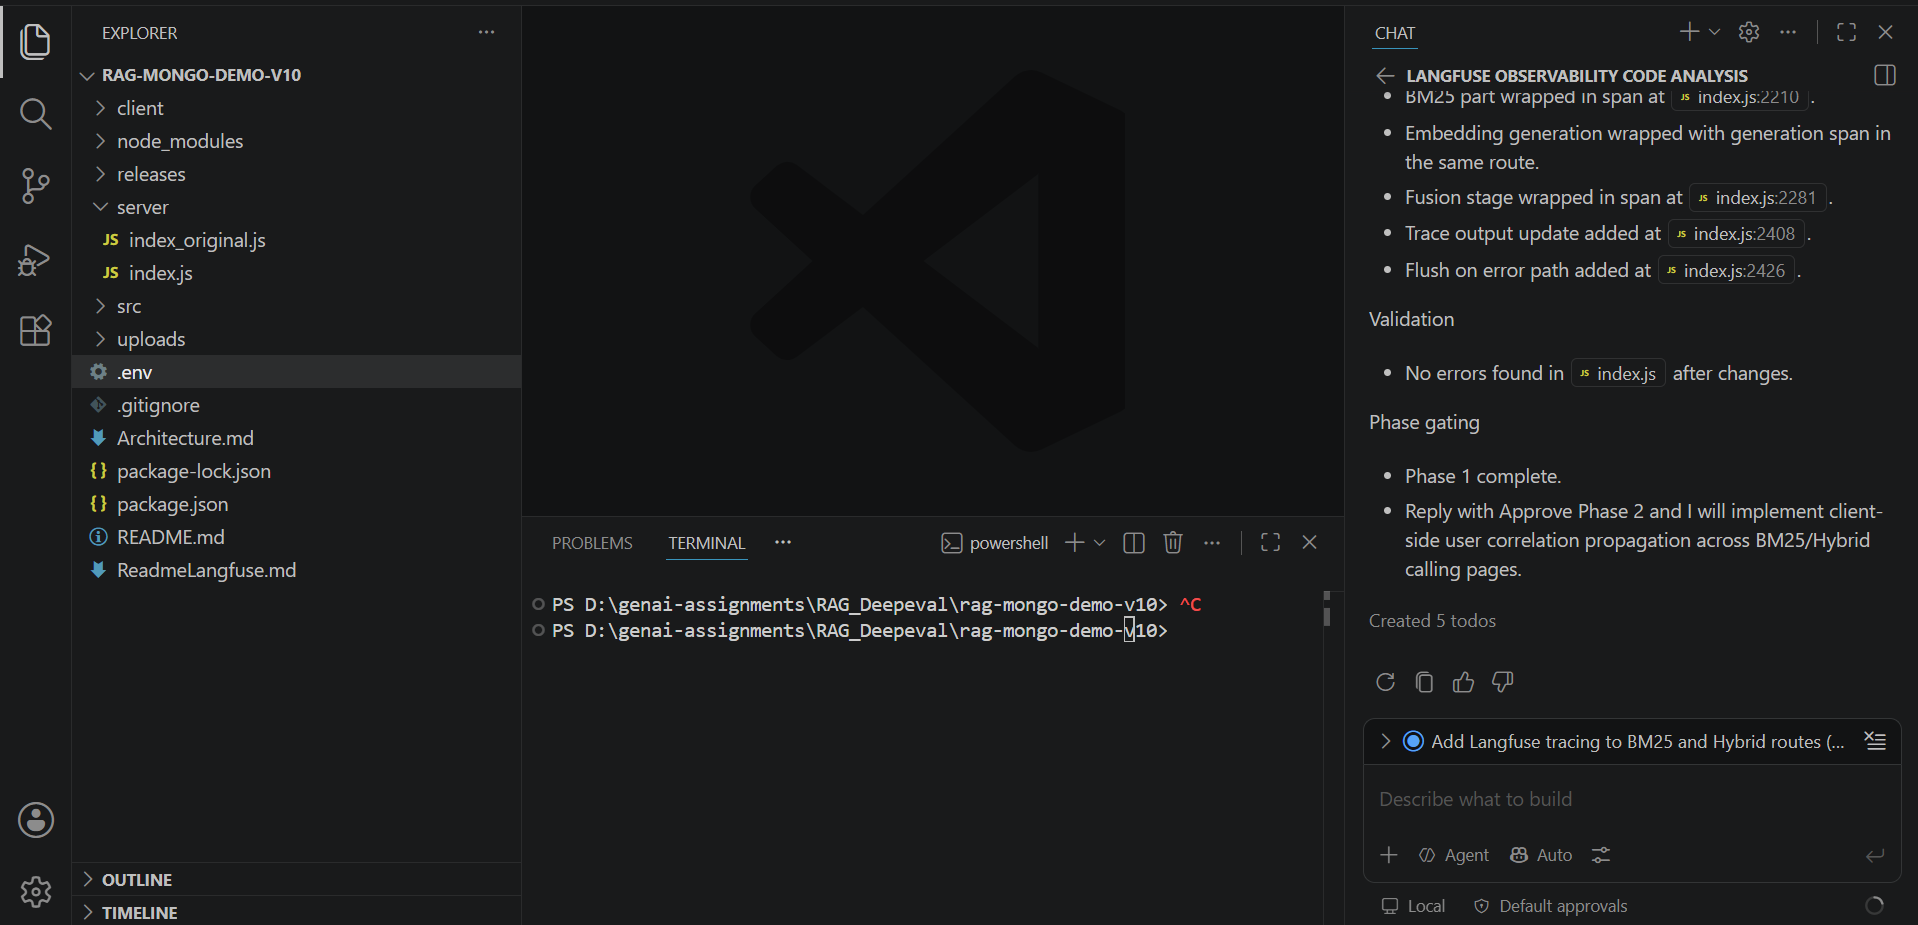 EXPLORER
RAG-MONGO-DEMO-V10
client
node_modules
releases
server
JS index_original.js
JS index.js
src
uploads
.env
.gitignore
Architecture.md
{} package-lock.json
{} package.json
README.md
ReadmeLangfuse.md
OUTLINE
TIMELINE
PROBLEMS TERMINAL
powershell
PS D:\genai-assignments\RAG_Deepeval\rag-mongo-demo-v10> ^C
PS D:\genai-assignments\RAG_Deepeval\rag-mongo-demo-v10>
CHAT
LANGFUSE OBSERVABILITY CODE ANALYSIS
• BM25 part wrapped in span at JS index.js:2210 .
• Embedding generation wrapped with generation span in
the same route.
• Fusion stage wrapped in span at JS index.js:2281 .
• Trace output update added at JS index.js:2408 .
• Flush on error path added at JS index.js:2426 .
Validation
• No errors found in JS index.js after changes.
Phase gating
• Phase 1 complete.
• Reply with Approve Phase 2 and I will implement client-
side user correlation propagation across BM25/Hybrid
calling pages.
Created 5 todos
Add Langfuse tracing to BM25 and Hybrid routes (...
Describe what to build
Agent Auto
Local Default approvals